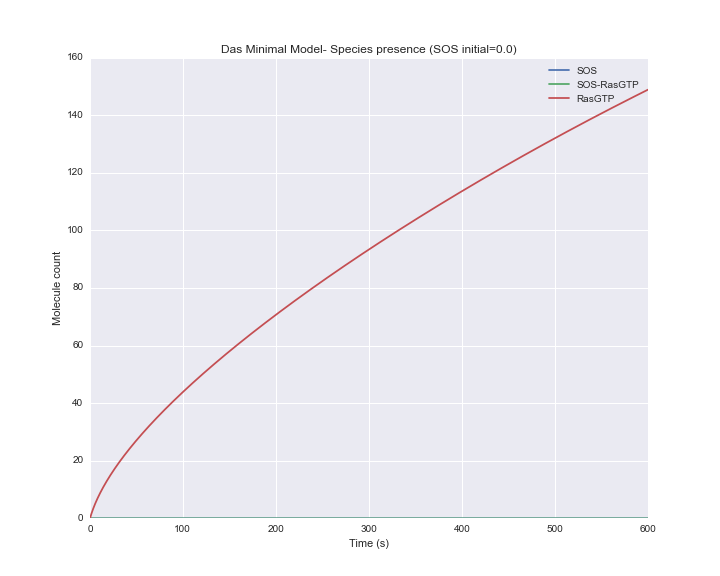 Das Minimal Model- Species presence (SOS initial=0.0)
160
140
120
100
80
60
40
20
0
Molecule count
SOS
SOS-RasGTP
RasGTP
0 100 200 300 400 500 600
Time (s)